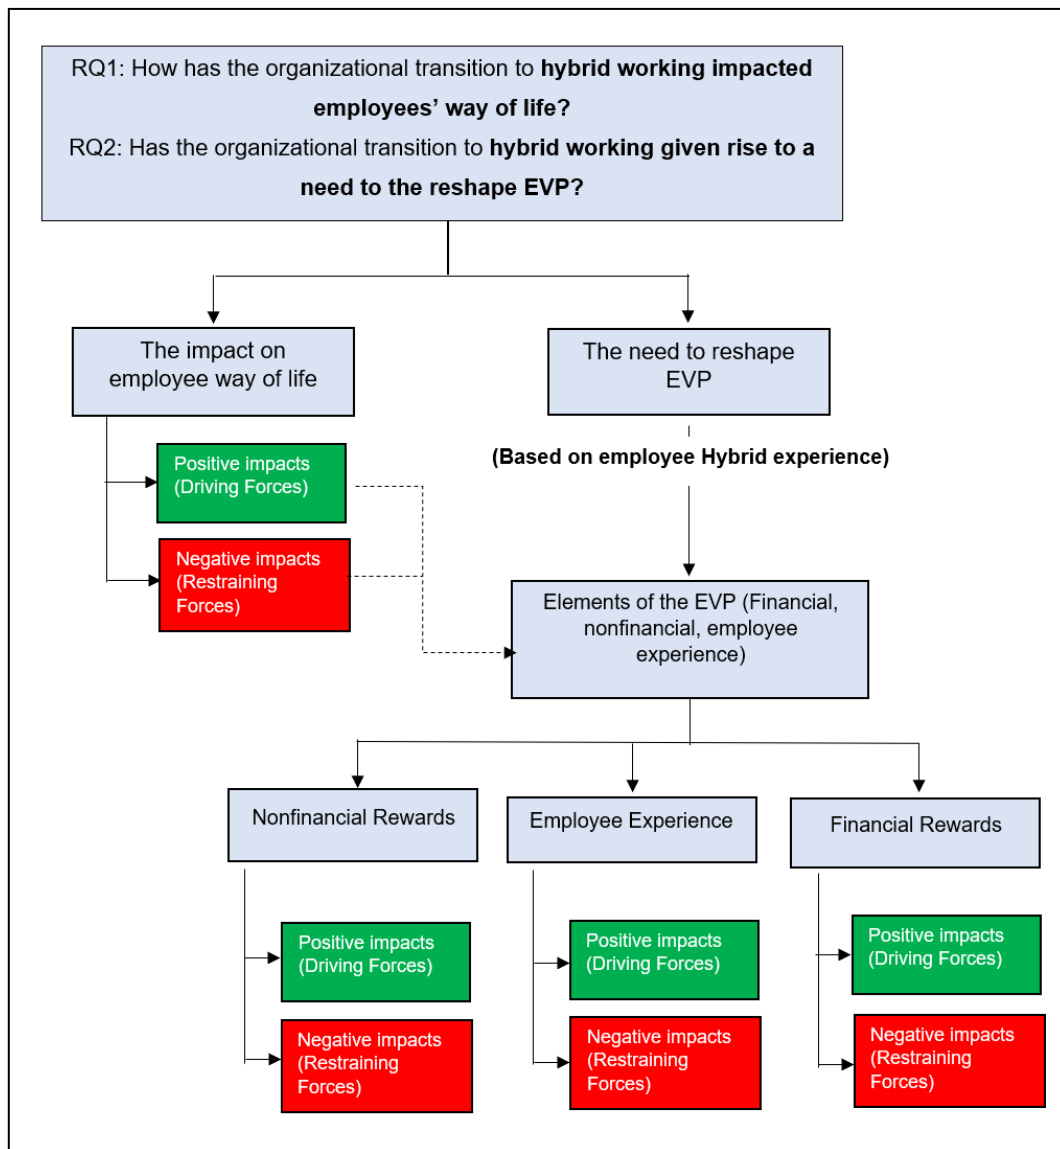 RQ1: How has the organizational transition to hybrid working impacted
employees’ way of life?
RQ2: Has the organizational transition to hybrid working given rise to a
need to the reshape EVP?
The impact on
employee way of life
The need to reshape
EVP
(Based on employee Hybrid experience)
Positive impacts
(Driving Forces)
Negative impacts
(Restraining
Forces)
Elements of the EVP (Financial,
nonfinancial, employee
experience)
Nonfinancial Rewards
Employee Experience
Financial Rewards
Positive impacts
(Driving Forces)
Negative impacts
(Restraining
Forces)
Positive impacts
(Driving Forces)
Negative impacts
(Restraining
Forces)
Positive impacts
(Driving Forces)
Negative impacts
(Restraining
Forces)